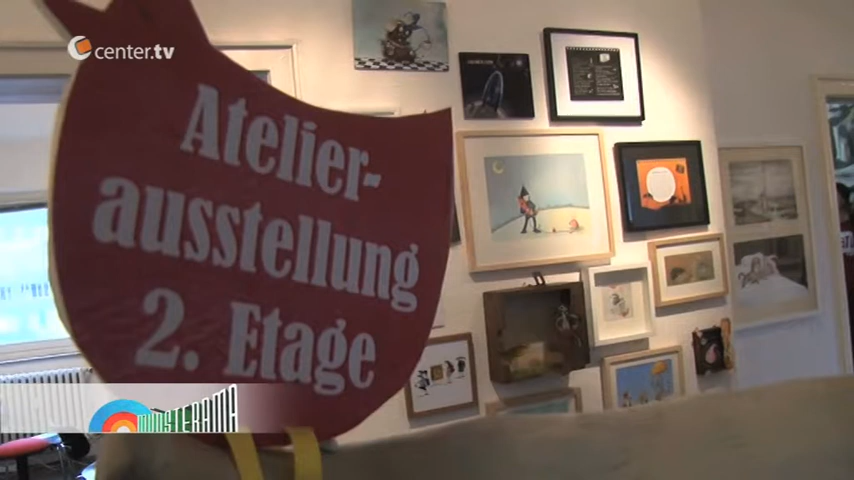 center.tv
Atelier-
ausstellung
2. Etage
MÜNSTERAMA